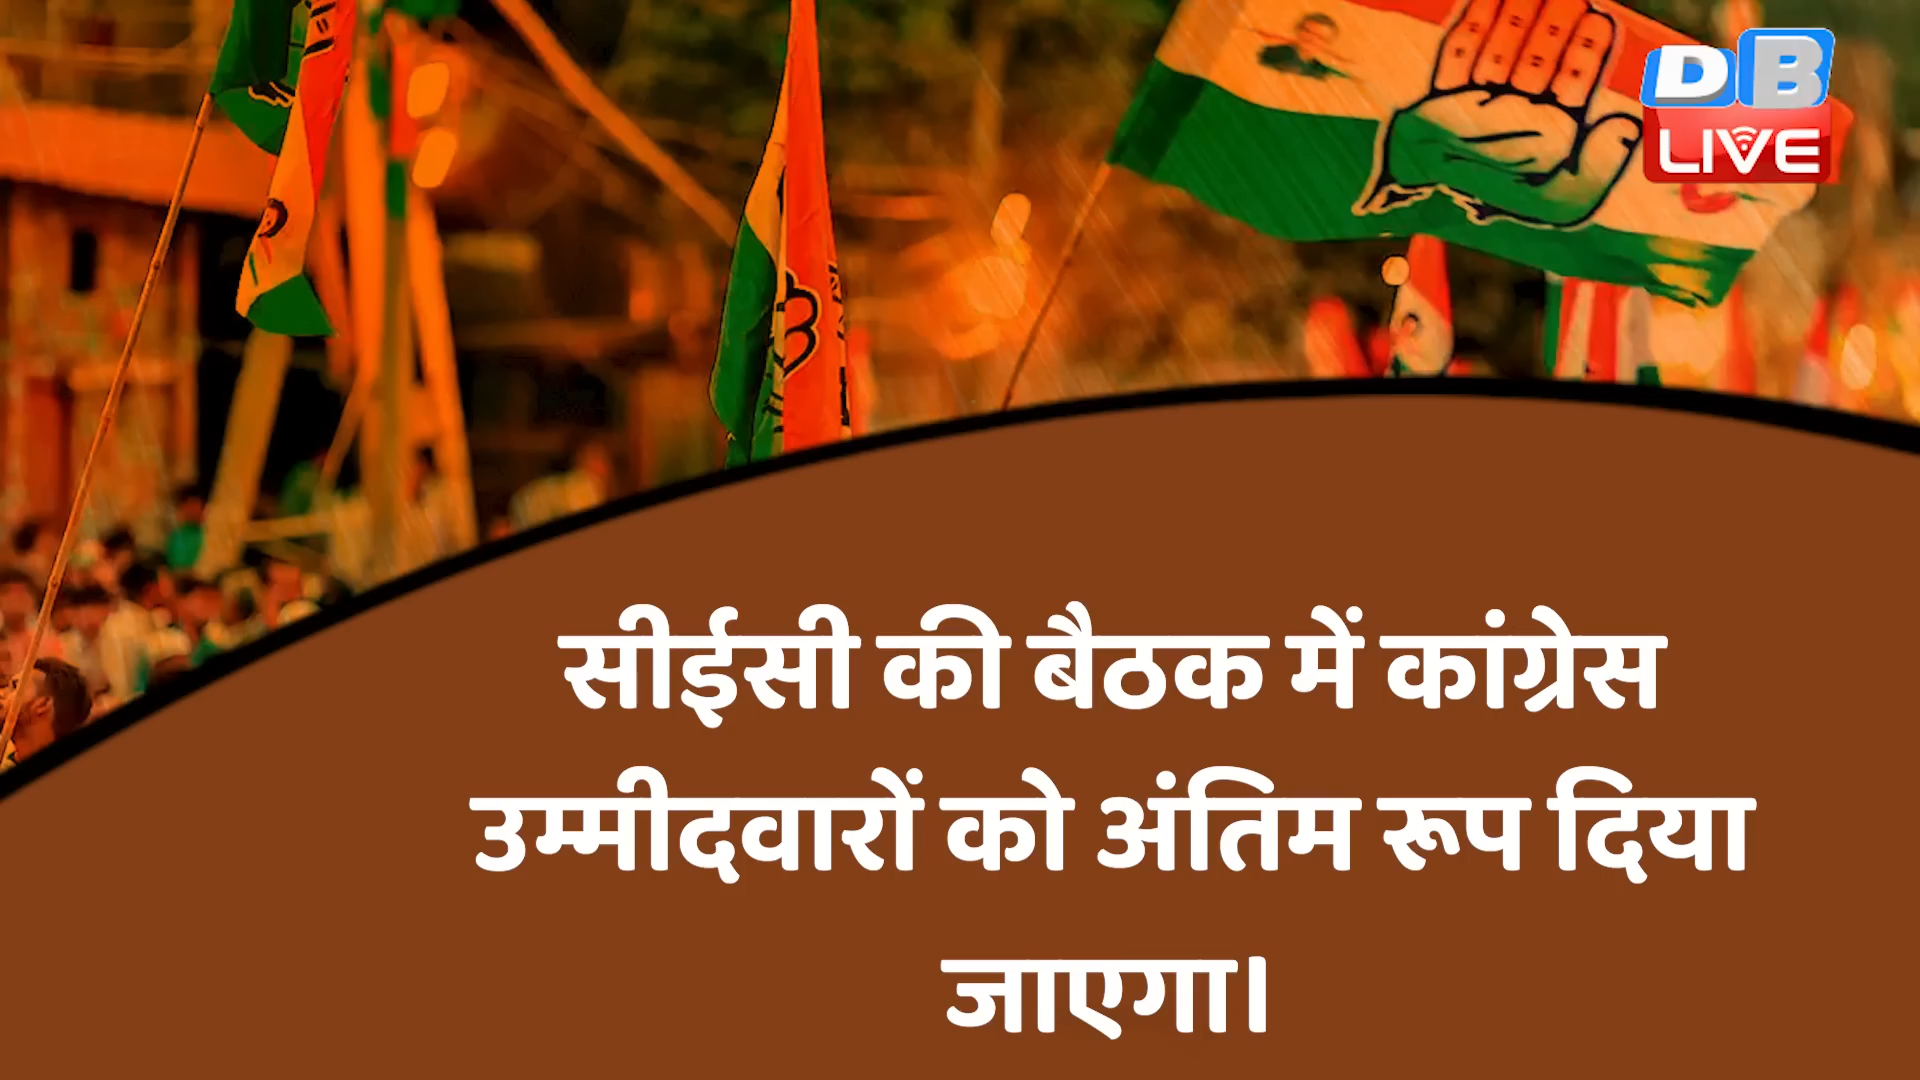 DB
LIVE
सीईसी की बैठक में कांग्रेस
उम्मीदवारों को अंतिम रूप दिया
जाएगा।